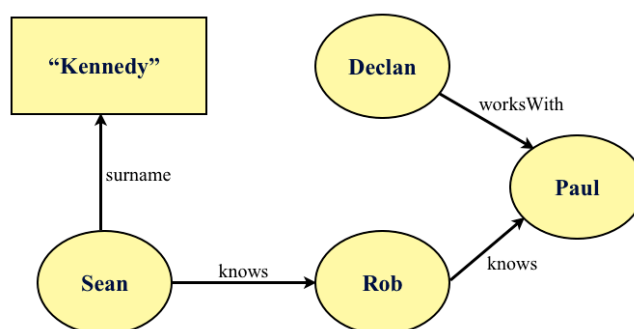 “Kennedy”
Declan
worksWith
surname
Paul
Sean
knows
Rob
knows